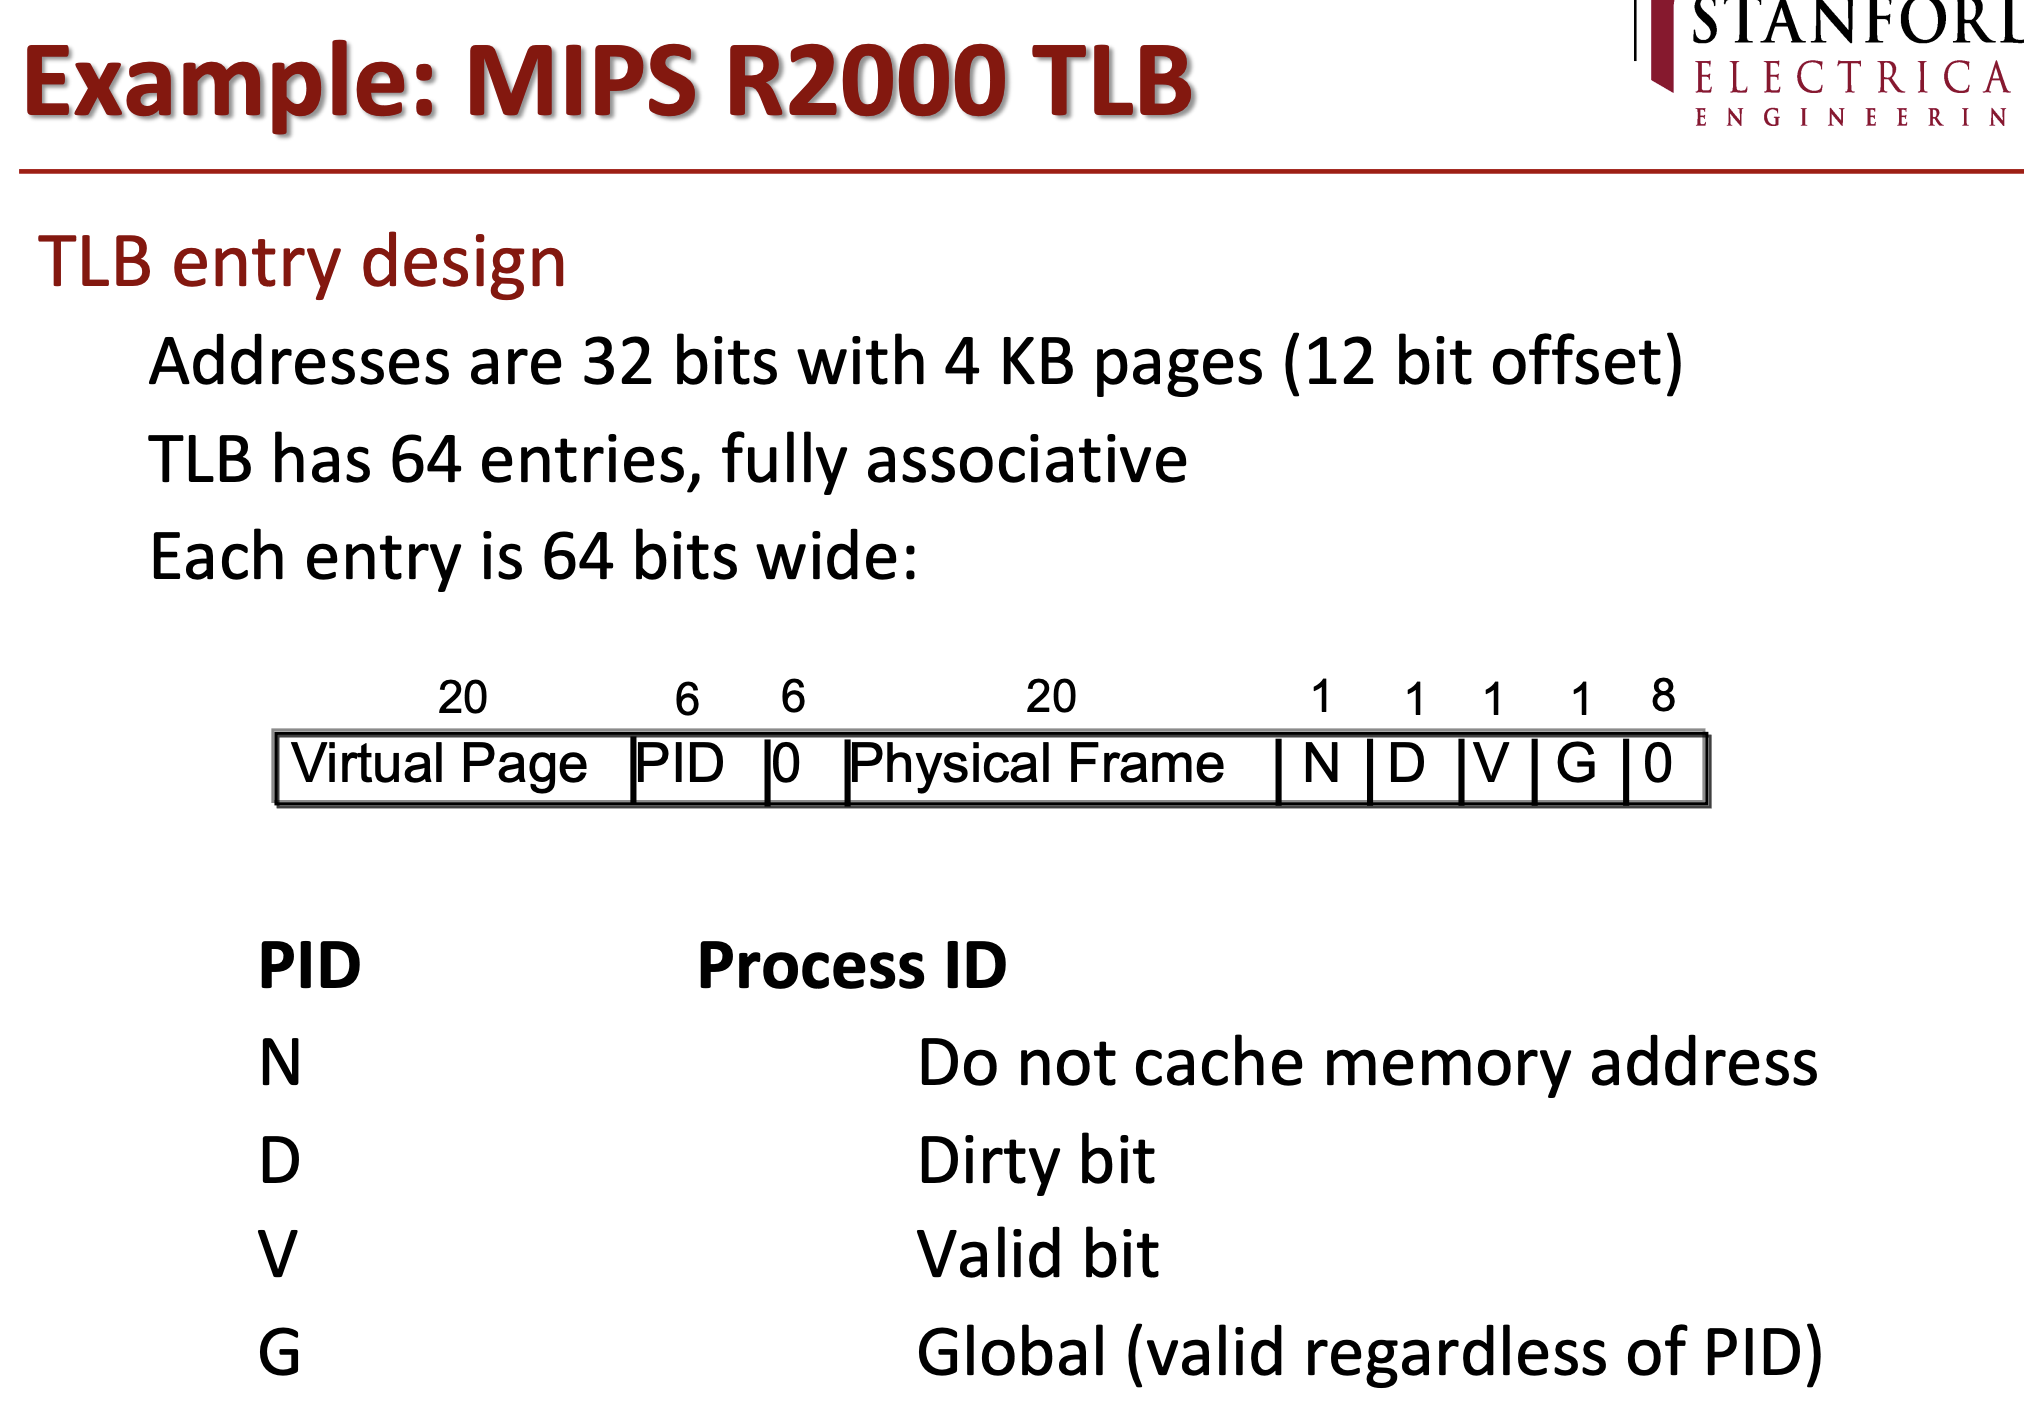 Example: MIPS R2000 TLB
STANFORD
ELECTRICA
ENGINEERIN
TLB entry design
Addresses are 32 bits with 4 KB pages (12 bit offset)
TLB has 64 entries, fully associative
Each entry is 64 bits wide:
20 6 6 20 1 1 1 1 8
Virtual Page PID 0 Physical Frame N D V G 0
PID Process ID
N Do not cache memory address
D Dirty bit
V Valid bit
G Global (valid regardless of PID)